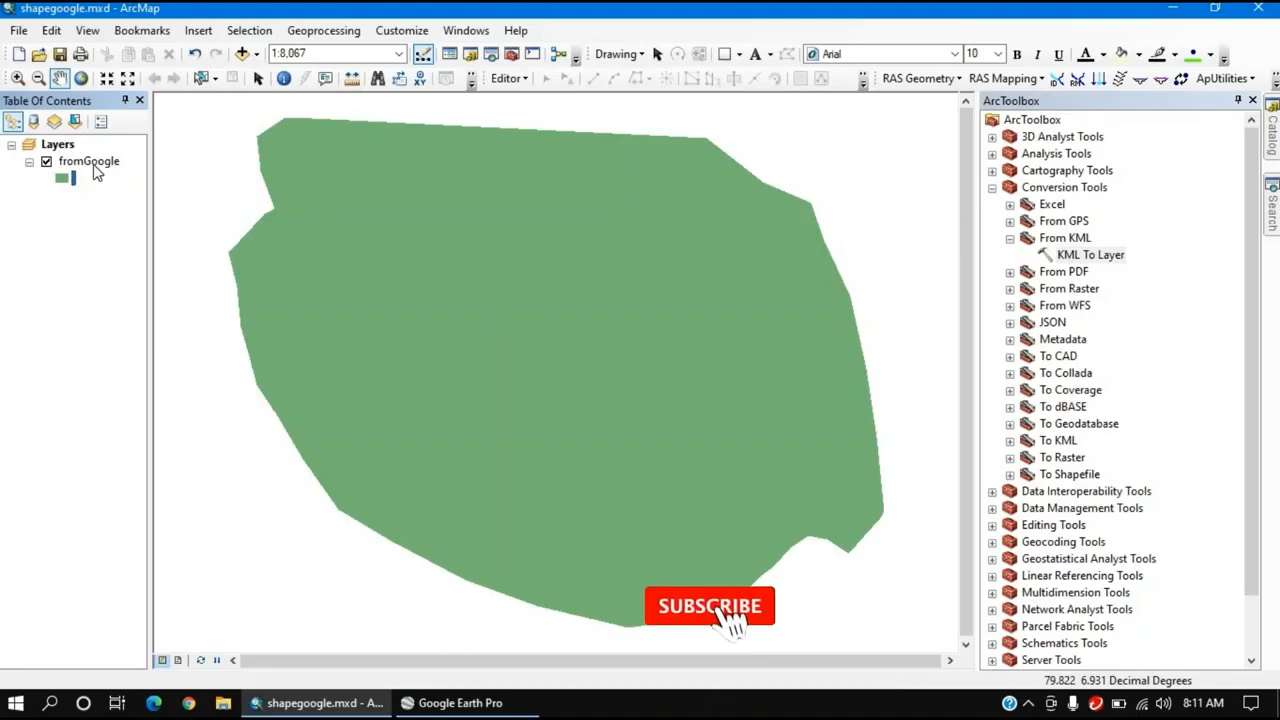 shapegoogle.mxd - ArcMap
File Edit View Bookmarks Insert Selection Geoprocessing Customize Windows Help
1:8,067 Drawing A Arial 10 B I U A
Editor RAS Geometry RAS Mapping ApUtilities
Table Of Contents
Layers
fromGoogle
ArcToolbox
ArcToolbox
3D Analyst Tools
Analysis Tools
Cartography Tools
Conversion Tools
Excel
From GPS
From KML
KML To Layer
From PDF
From Raster
From WFS
JSON
Metadata
To CAD
To Collada
To Coverage
To dBASE
To Geodatabase
To KML
To Raster
To Shapefile
Data Interoperability Tools
Data Management Tools
Editing Tools
Geocoding Tools
Geostatistical Analyst Tools
Linear Referencing Tools
Multidimension Tools
Network Analyst Tools
Parcel Fabric Tools
Schematics Tools
Server Tools
Catalog
Search
SUBSCRIBE
79.822 6.931 Decimal Degrees
shapegoogle.mxd - A...
Google Earth Pro
8:11 AM